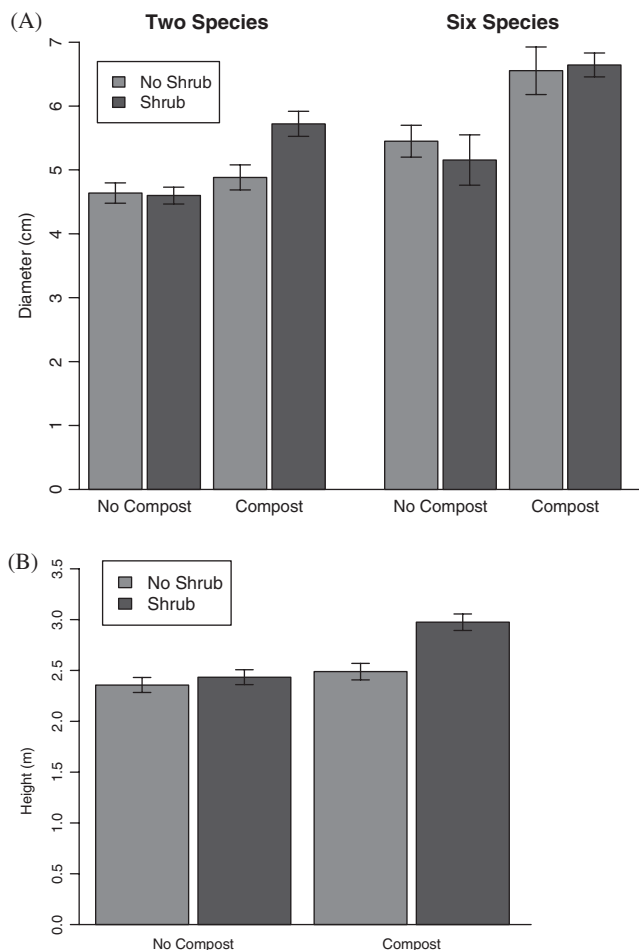 (A)
Two Species
Six Species
No Shrub
Shrub
Diameter (cm)
7
6
5
4
3
2
1
0
No Compost
Compost
No Compost
Compost
(B)
No Shrub
Shrub
Height (m)
3.5
3.0
2.5
2.0
1.5
1.0
0.5
0.0
No Compost
Compost